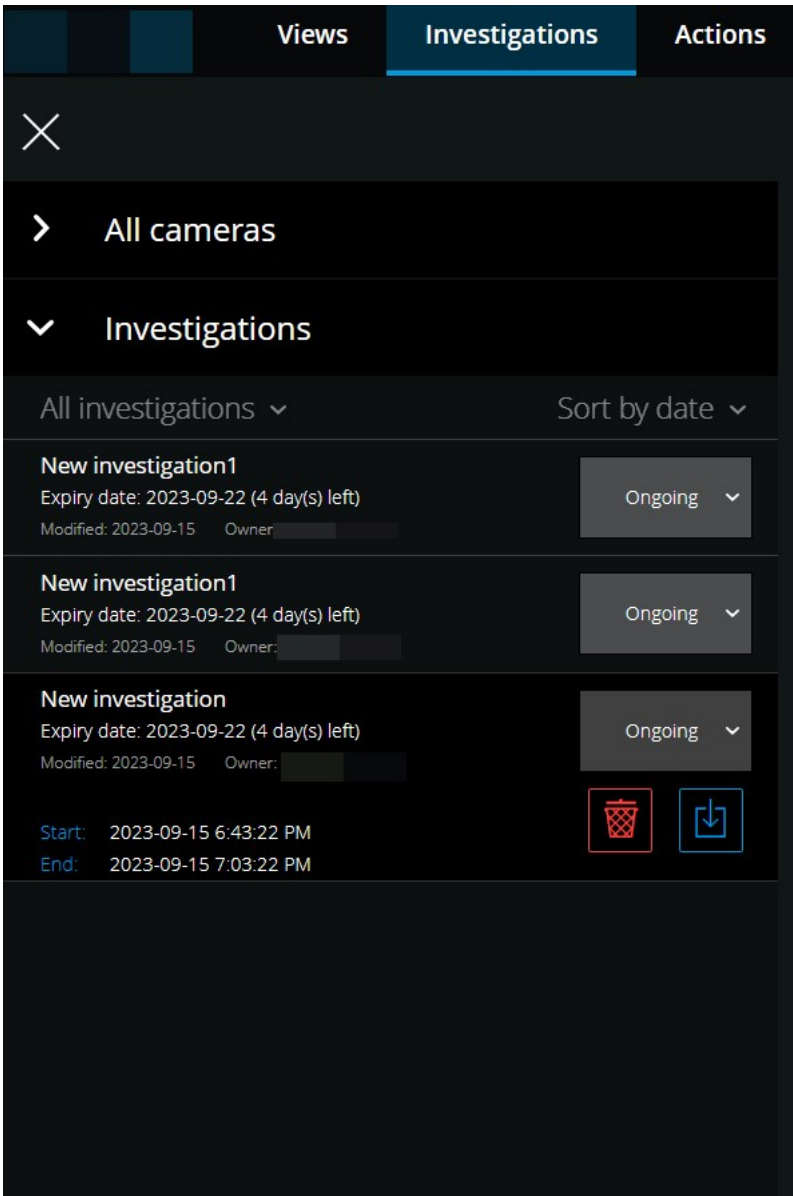 Views Investigations Actions
All cameras
Investigations
All investigations Sort by date
New investigation1
Expiry date: 2023-09-22 (4 day(s) left)
Ongoing
Modified: 2023-09-15 Owner
New investigation1
Expiry date: 2023-09-22 (4 day(s) left)
Ongoing
Modified: 2023-09-15 Owner:
New investigation
Expiry date: 2023-09-22 (4 day(s) left)
Ongoing
Modified: 2023-09-15 Owner:
Start: 2023-09-15 6:43:22 PM
End: 2023-09-15 7:03:22 PM